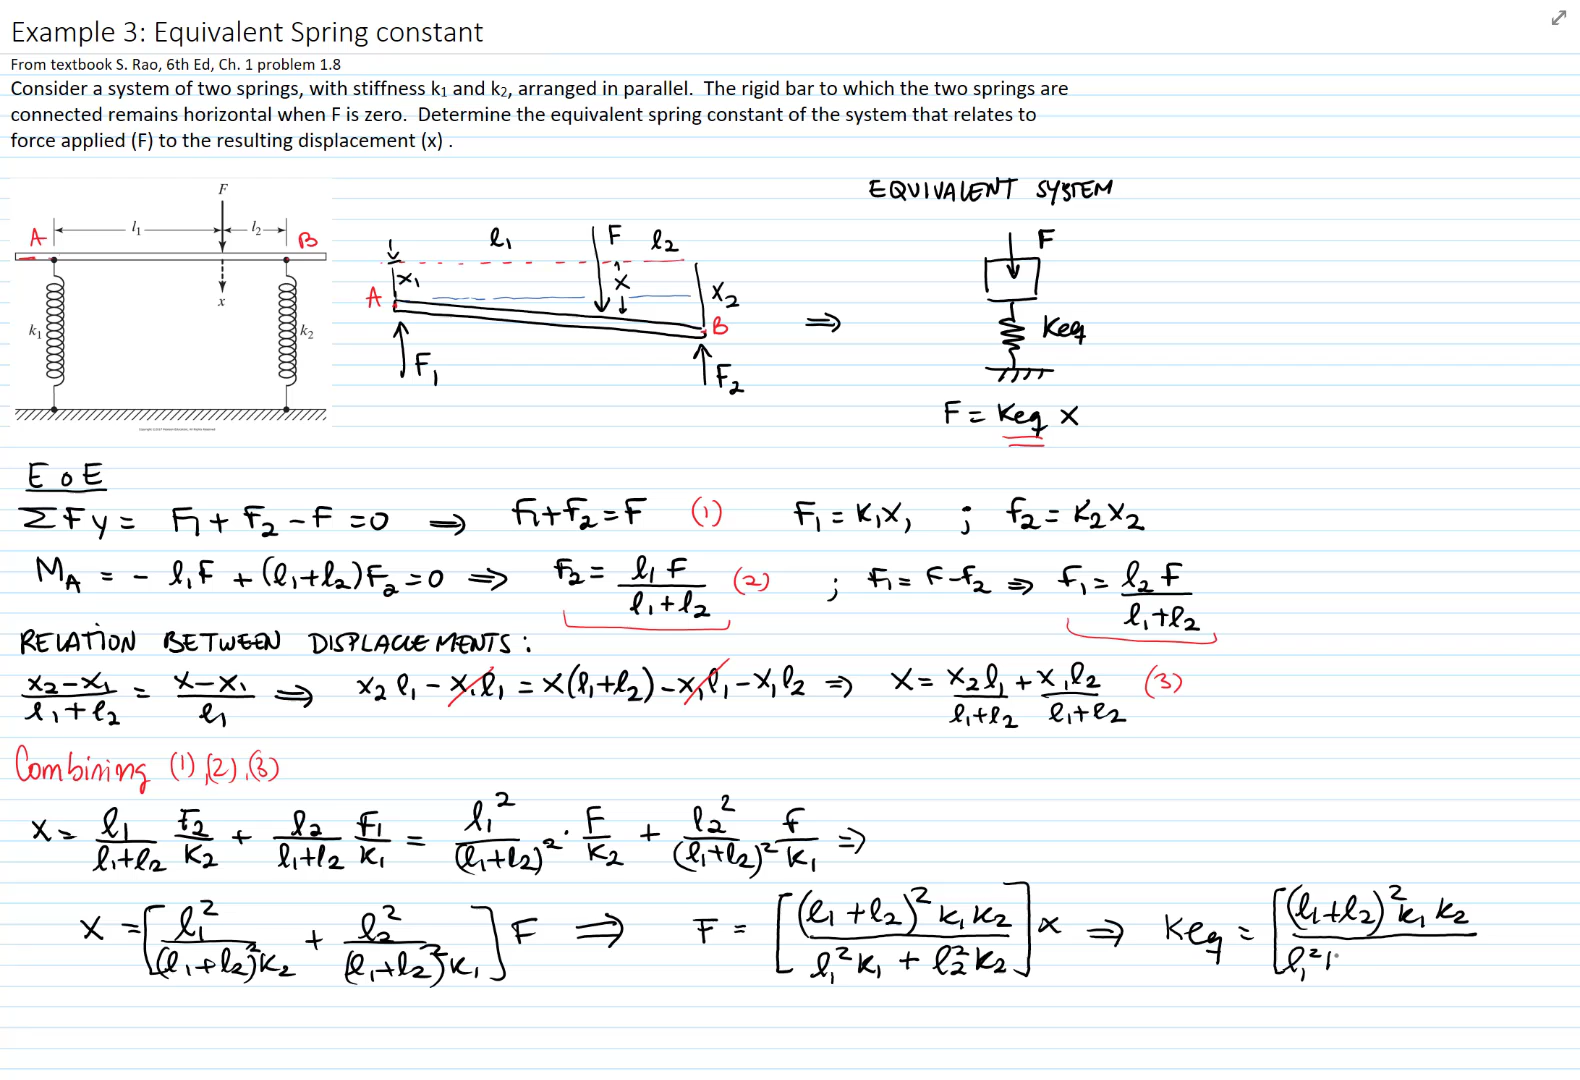 Example 3: Equivalent Spring constant
From textbook S. Rao, 6th Ed, Ch. 1 problem 1.8
Consider a system of two springs, with stiffness k₁ and k₂, arranged in parallel. The rigid bar to which the two springs are
connected remains horizontal when F is zero. Determine the equivalent spring constant of the system that relates to
force applied (F) to the resulting displacement (x) .
EQUIVALENT SYSTEM
F
A l₁ l₂ B
x
k₁ k₂
l₁ F l₂
x₁ x x₂
A B
F₁ F₂
⇒
F
Keq
F = Keq x
EoE
ΣFy = F₁ + F₂ - F = 0 ⇒ F₁+F₂ = F (1) F₁ = K₁x₁ ; F₂ = K₂x₂
MA = - l₁F + (l₁+l₂)F₂ = 0 ⇒ F₂ = l₁F / (l₁+l₂) (2) ; F₁ = F-F₂ ⇒ F₁ = l₂F / (l₁+l₂)
RELATION BETWEEN DISPLACEMENTS:
(x₂-x₁)/(l₁+l₂) = (x-x₁)/l₁ ⇒ x₂l₁ - x₁l₁ = x(l₁+l₂) - x₁l₁ - x₁l₂ ⇒ x = x₂l₁/(l₁+l₂) + x₁l₂/(l₁+l₂) (3)
Combining (1),(2),(3)
x = l₁/(l₁+l₂) F₂/K₂ + l₂/(l₁+l₂) F₁/K₁ = l₁²/(l₁+l₂)² · F/K₂ + l₂²/(l₁+l₂)² F/K₁ ⇒
x = [l₁²/((l₁+l₂)²K₂) + l₂²/((l₁+l₂)²K₁)] F ⇒ F = [(l₁+l₂)² K₁K₂ / (l₁²K₁ + l₂²K₂)] x ⇒ Keq = [(l₁+l₂)² K₁K₂ / l₁²